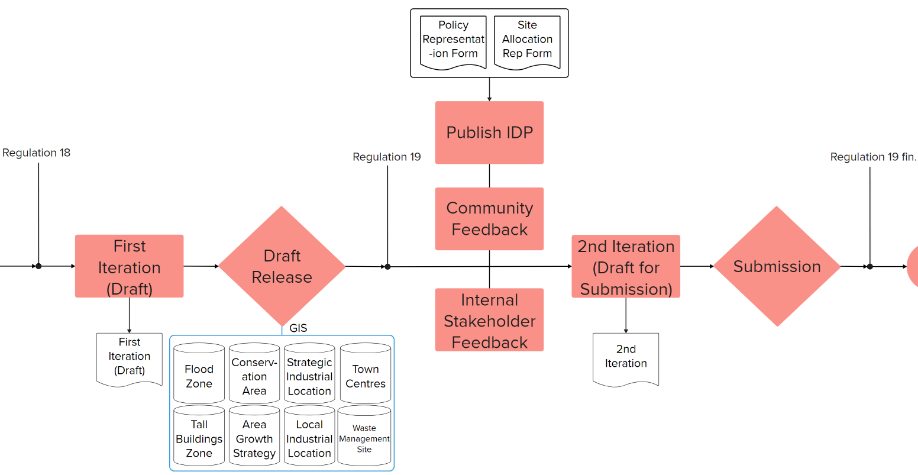 Policy
Representat
-ion Form
Site
Allocation
Rep Form
Publish IDP
Regulation 18
Regulation 19
Regulation 19 fin.
Community
Feedback
First
Iteration
(Draft)
Draft
Release
2nd Iteration
(Draft for
Submission)
Submission
Internal
Stakeholder
Feedback
GIS
First
Iteration
(Draft)
2nd
Iteration
Flood
Zone
Conserv-
ation
Area
Strategic
Industrial
Location
Town
Centres
Tall
Buildings
Zone
Area
Growth
Strategy
Local
Industrial
Location
Waste
Management
Site